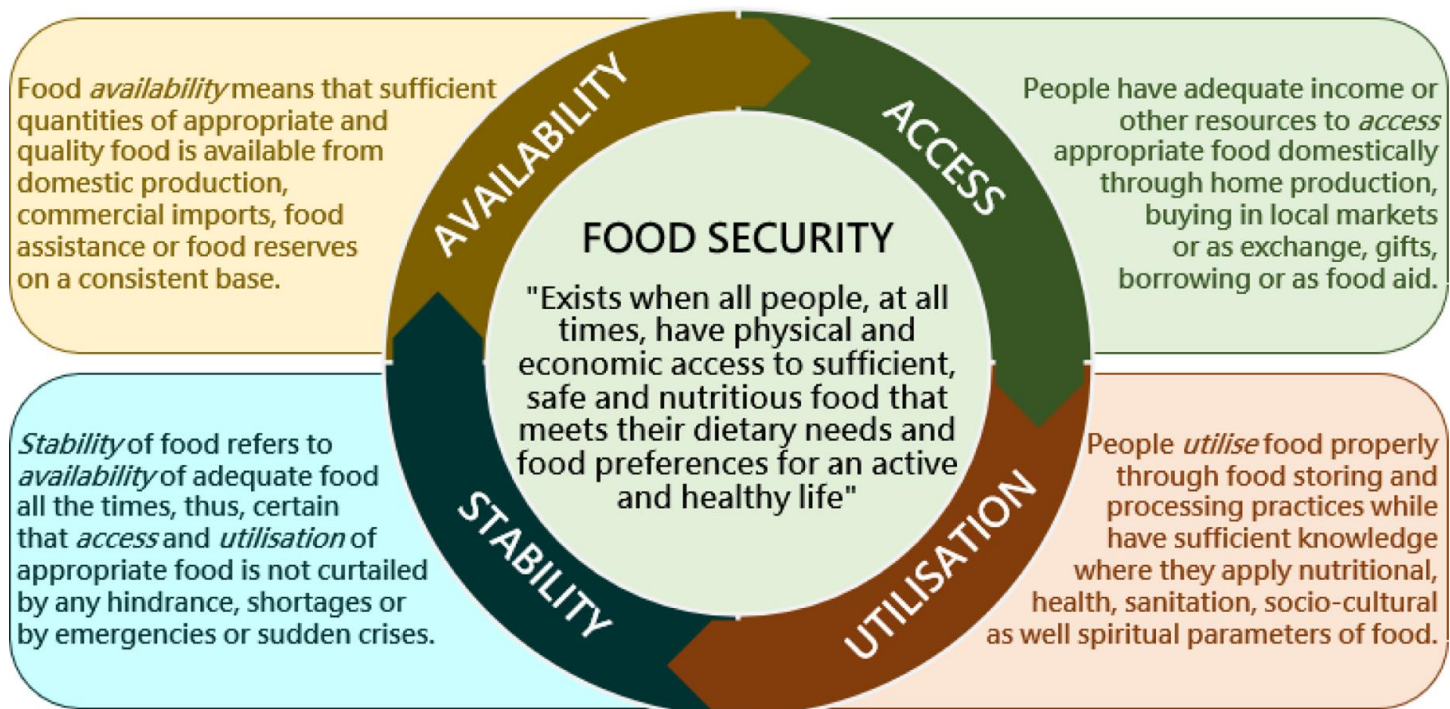 Food availability means that sufficient
quantities of appropriate and
quality food is available from
domestic production,
commercial imports, food
assistance or food reserves
on a consistent base.
AVAILABILITY
ACCESS
People have adequate income or
other resources to access
appropriate food domestically
through home production,
buying in local markets
or as exchange, gifts,
borrowing or as food aid.
FOOD SECURITY
"Exists when all people, at all
times, have physical and
economic access to sufficient,
safe and nutritious food that
meets their dietary needs and
food preferences for an active
and healthy life"
Stability of food refers to
availability of adequate food
all the times, thus, certain
that access and utilisation of
appropriate food is not curtailed
by any hindrance, shortages or
by emergencies or sudden crises.
STABILITY
UTILISATION
People utilise food properly
through food storing and
processing practices while
have sufficient knowledge
where they apply nutritional,
health, sanitation, socio-cultural
as well spiritual parameters of food.